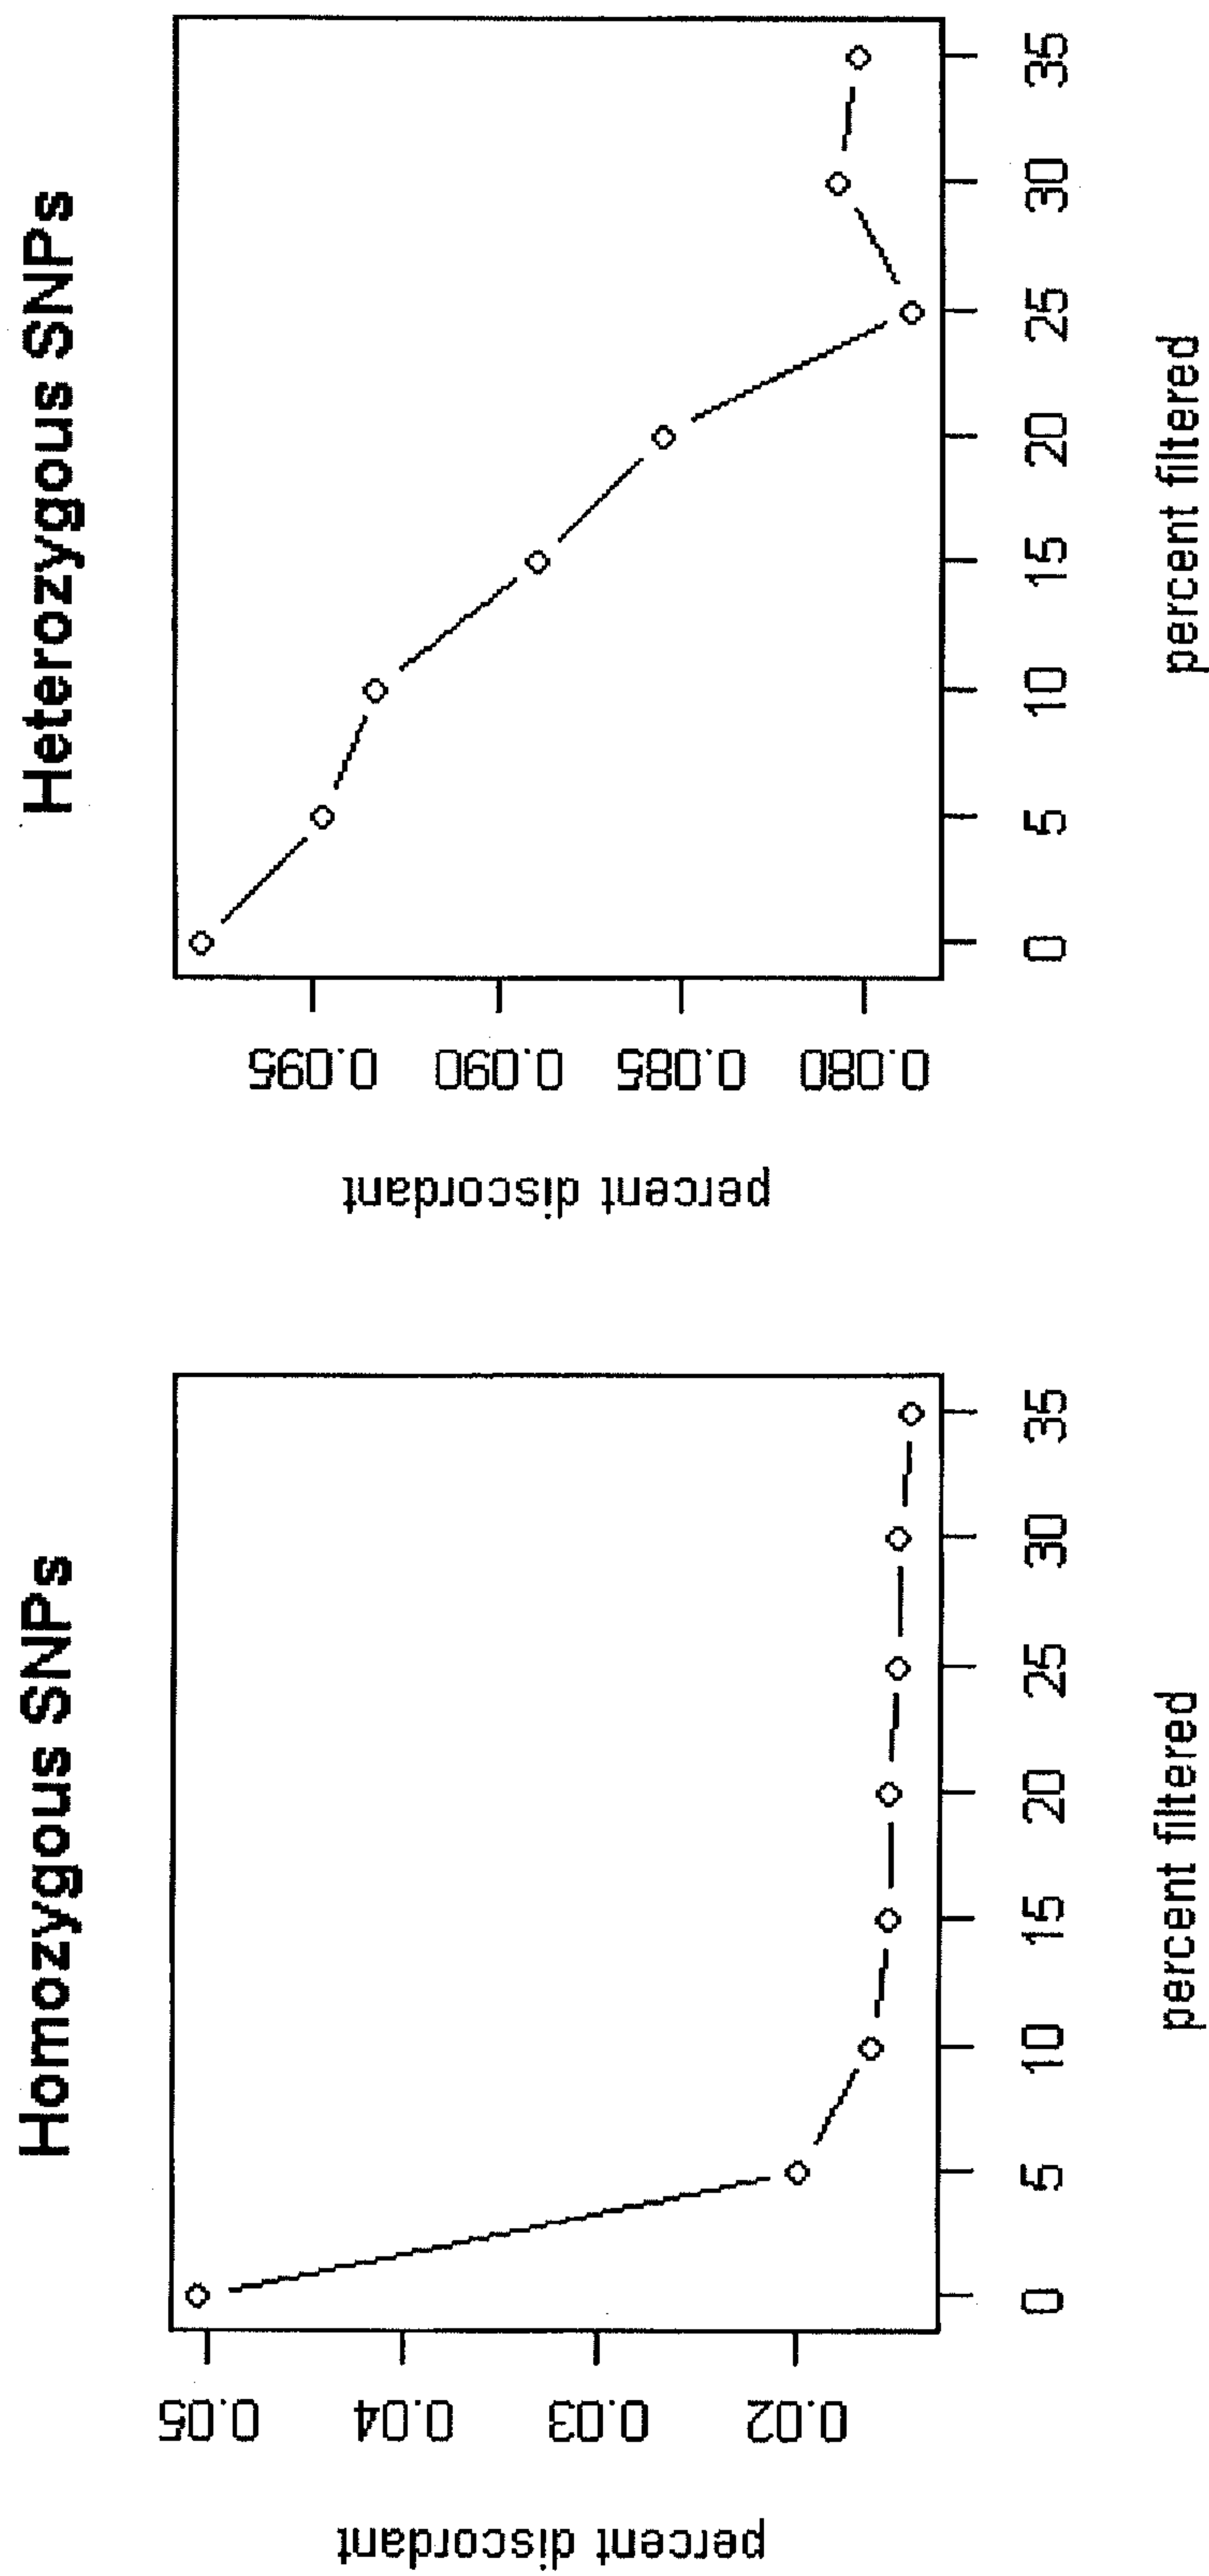 Homozygous SNPs
percent discordant
0.05
0.04
0.03
0.02
0 5 10 15 20 25 30 35
percent filtered
Heterozygous SNPs
percent discordant
0.095
0.090
0.085
0.080
0 5 10 15 20 25 30 35
percent filtered